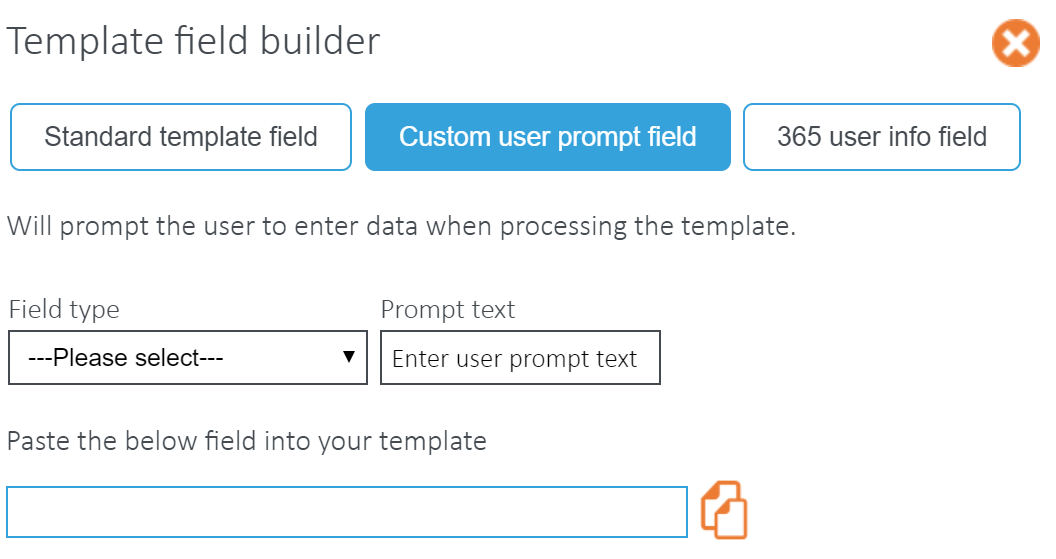 Template field builder
Standard template field
Custom user prompt field
365 user info field
Will prompt the user to enter data when processing the template.
Field type
Prompt text
---Please select---
Enter user prompt text
Paste the below field into your template